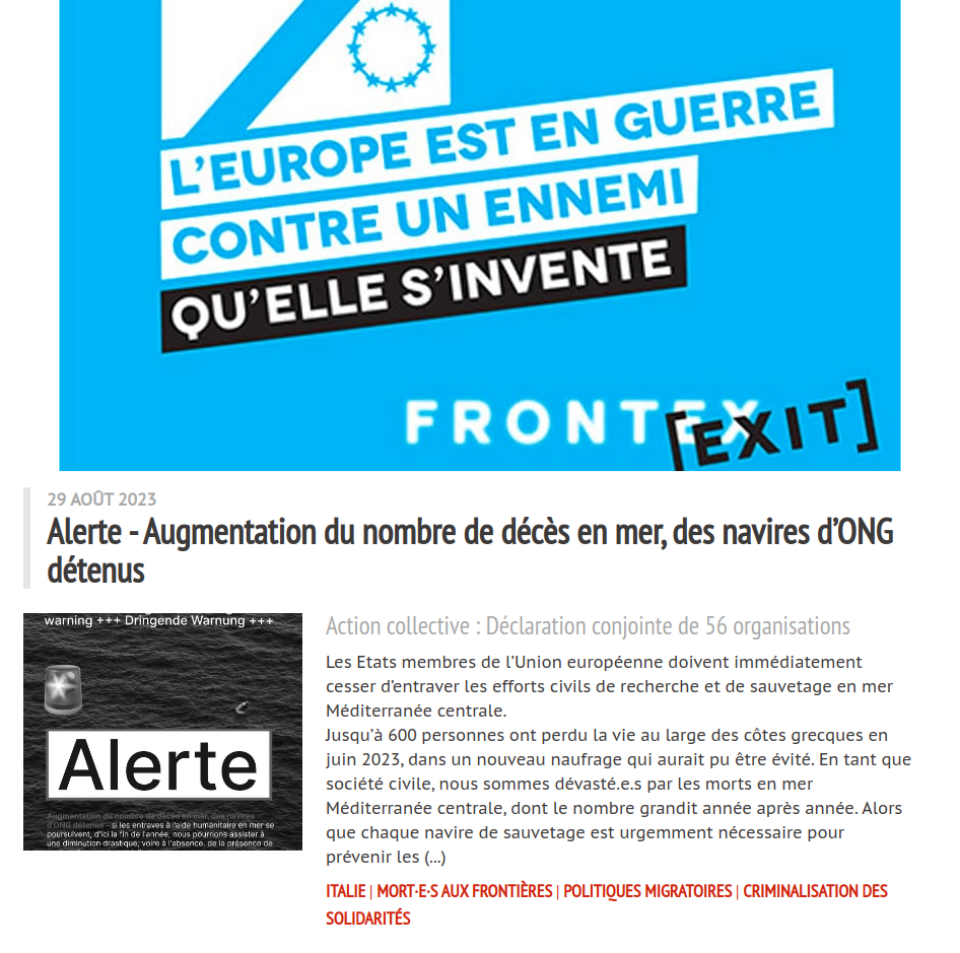 L'EUROPE EST EN GUERRE
CONTRE UN ENNEMI
QU'ELLE S'INVENTE
FRONTEX
[EXIT]
29 AOÛT 2023
Alerte - Augmentation du nombre de décès en mer, des navires d’ONG
détenus
warning +++ Dringende Warnung +++
Alerte
Augmentation du nombre de décès en mer, des navires
d'ONG détenus - si les entraves à l'aide humanitaire en mer se
poursuivent, d'ici la fin de l'année, nous pourrions assister à
une diminution drastique, voire à l'absence, de la présence de
Action collective : Déclaration conjointe de 56 organisations
Les Etats membres de l’Union européenne doivent immédiatement
cesser d’entraver les efforts civils de recherche et de sauvetage en mer
Méditerranée centrale.
Jusqu’à 600 personnes ont perdu la vie au large des côtes grecques en
juin 2023, dans un nouveau naufrage qui aurait pu être évité. En tant que
société civile, nous sommes dévasté.e.s par les morts en mer
Méditerranée centrale, dont le nombre grandit année après année. Alors
que chaque navire de sauvetage est urgemment nécessaire pour
prévenir les (...)
ITALIE | MORT·E·S AUX FRONTIÈRES | POLITIQUES MIGRATOIRES | CRIMINALISATION DES
SOLIDARITÉS